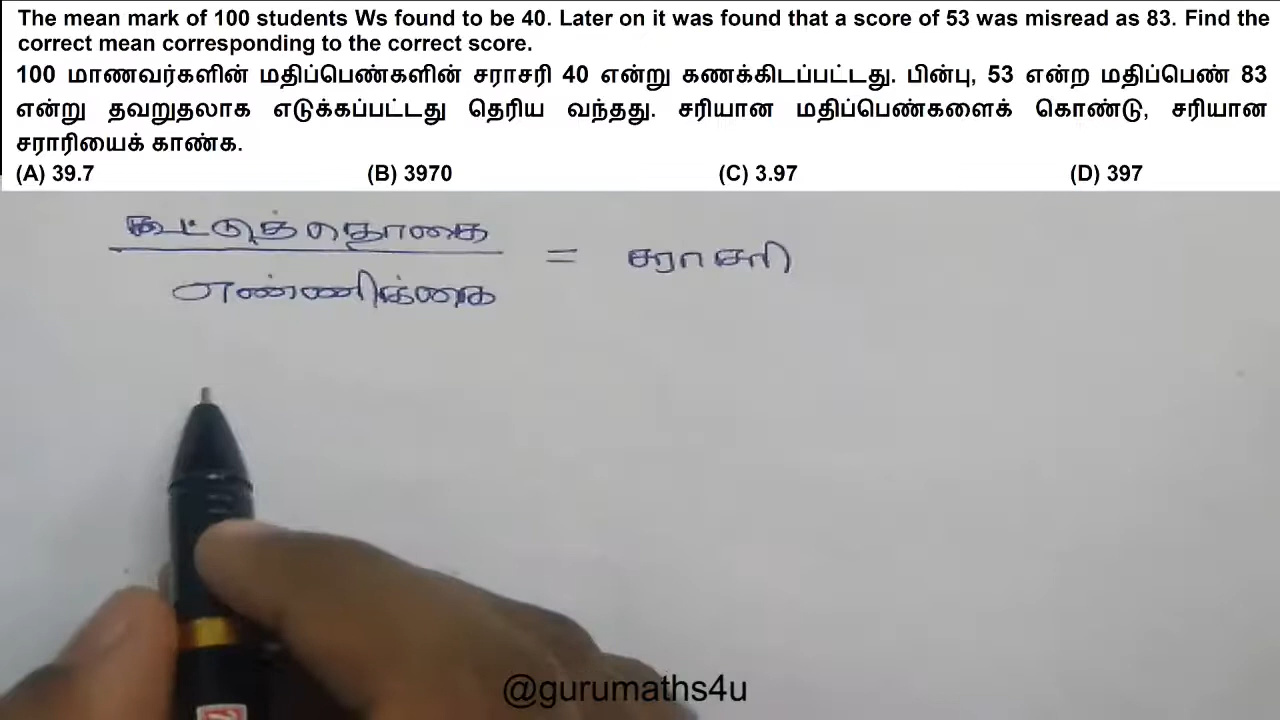 The mean mark of 100 students Ws found to be 40. Later on it was found that a score of 53 was misread as 83. Find the
correct mean corresponding to the correct score.
100 மாணவர்களின் மதிப்பெண்களின் சராசரி 40 என்று கணக்கிடப்பட்டது. பின்பு, 53 என்ற மதிப்பெண் 83
என்று தவறுதலாக எடுக்கப்பட்டது தெரிய வந்தது. சரியான மதிப்பெண்களைக் கொண்டு, சரியான
சராரியைக் காண்க.
(A) 39.7 (B) 3970 (C) 3.97 (D) 397
கூட்டுத்தொகை
எண்ணிக்கை
= சராசரி
@gurumaths4u